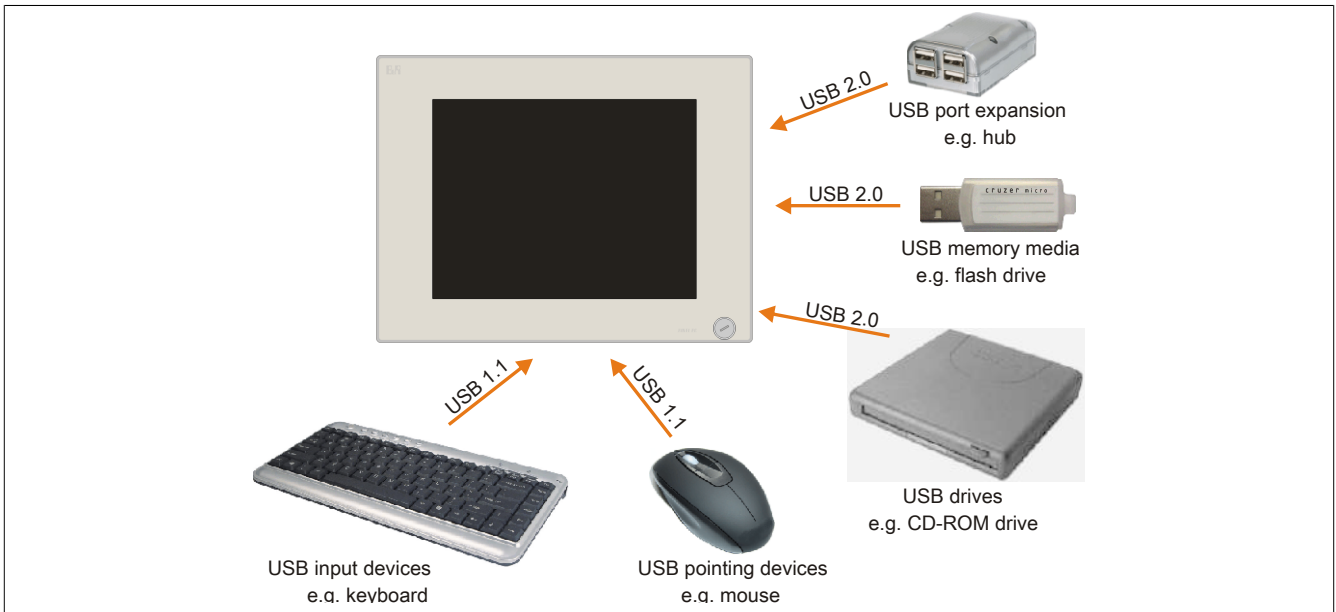 USB 2.0
USB port expansion
e.g. hub
USB 2.0
cruzer micro
USB memory media
e.g. flash drive
USB 2.0
USB drives
e.g. CD-ROM drive
USB 1.1
USB 1.1
USB input devices
e.g. keyboard
USB pointing devices
e.g. mouse